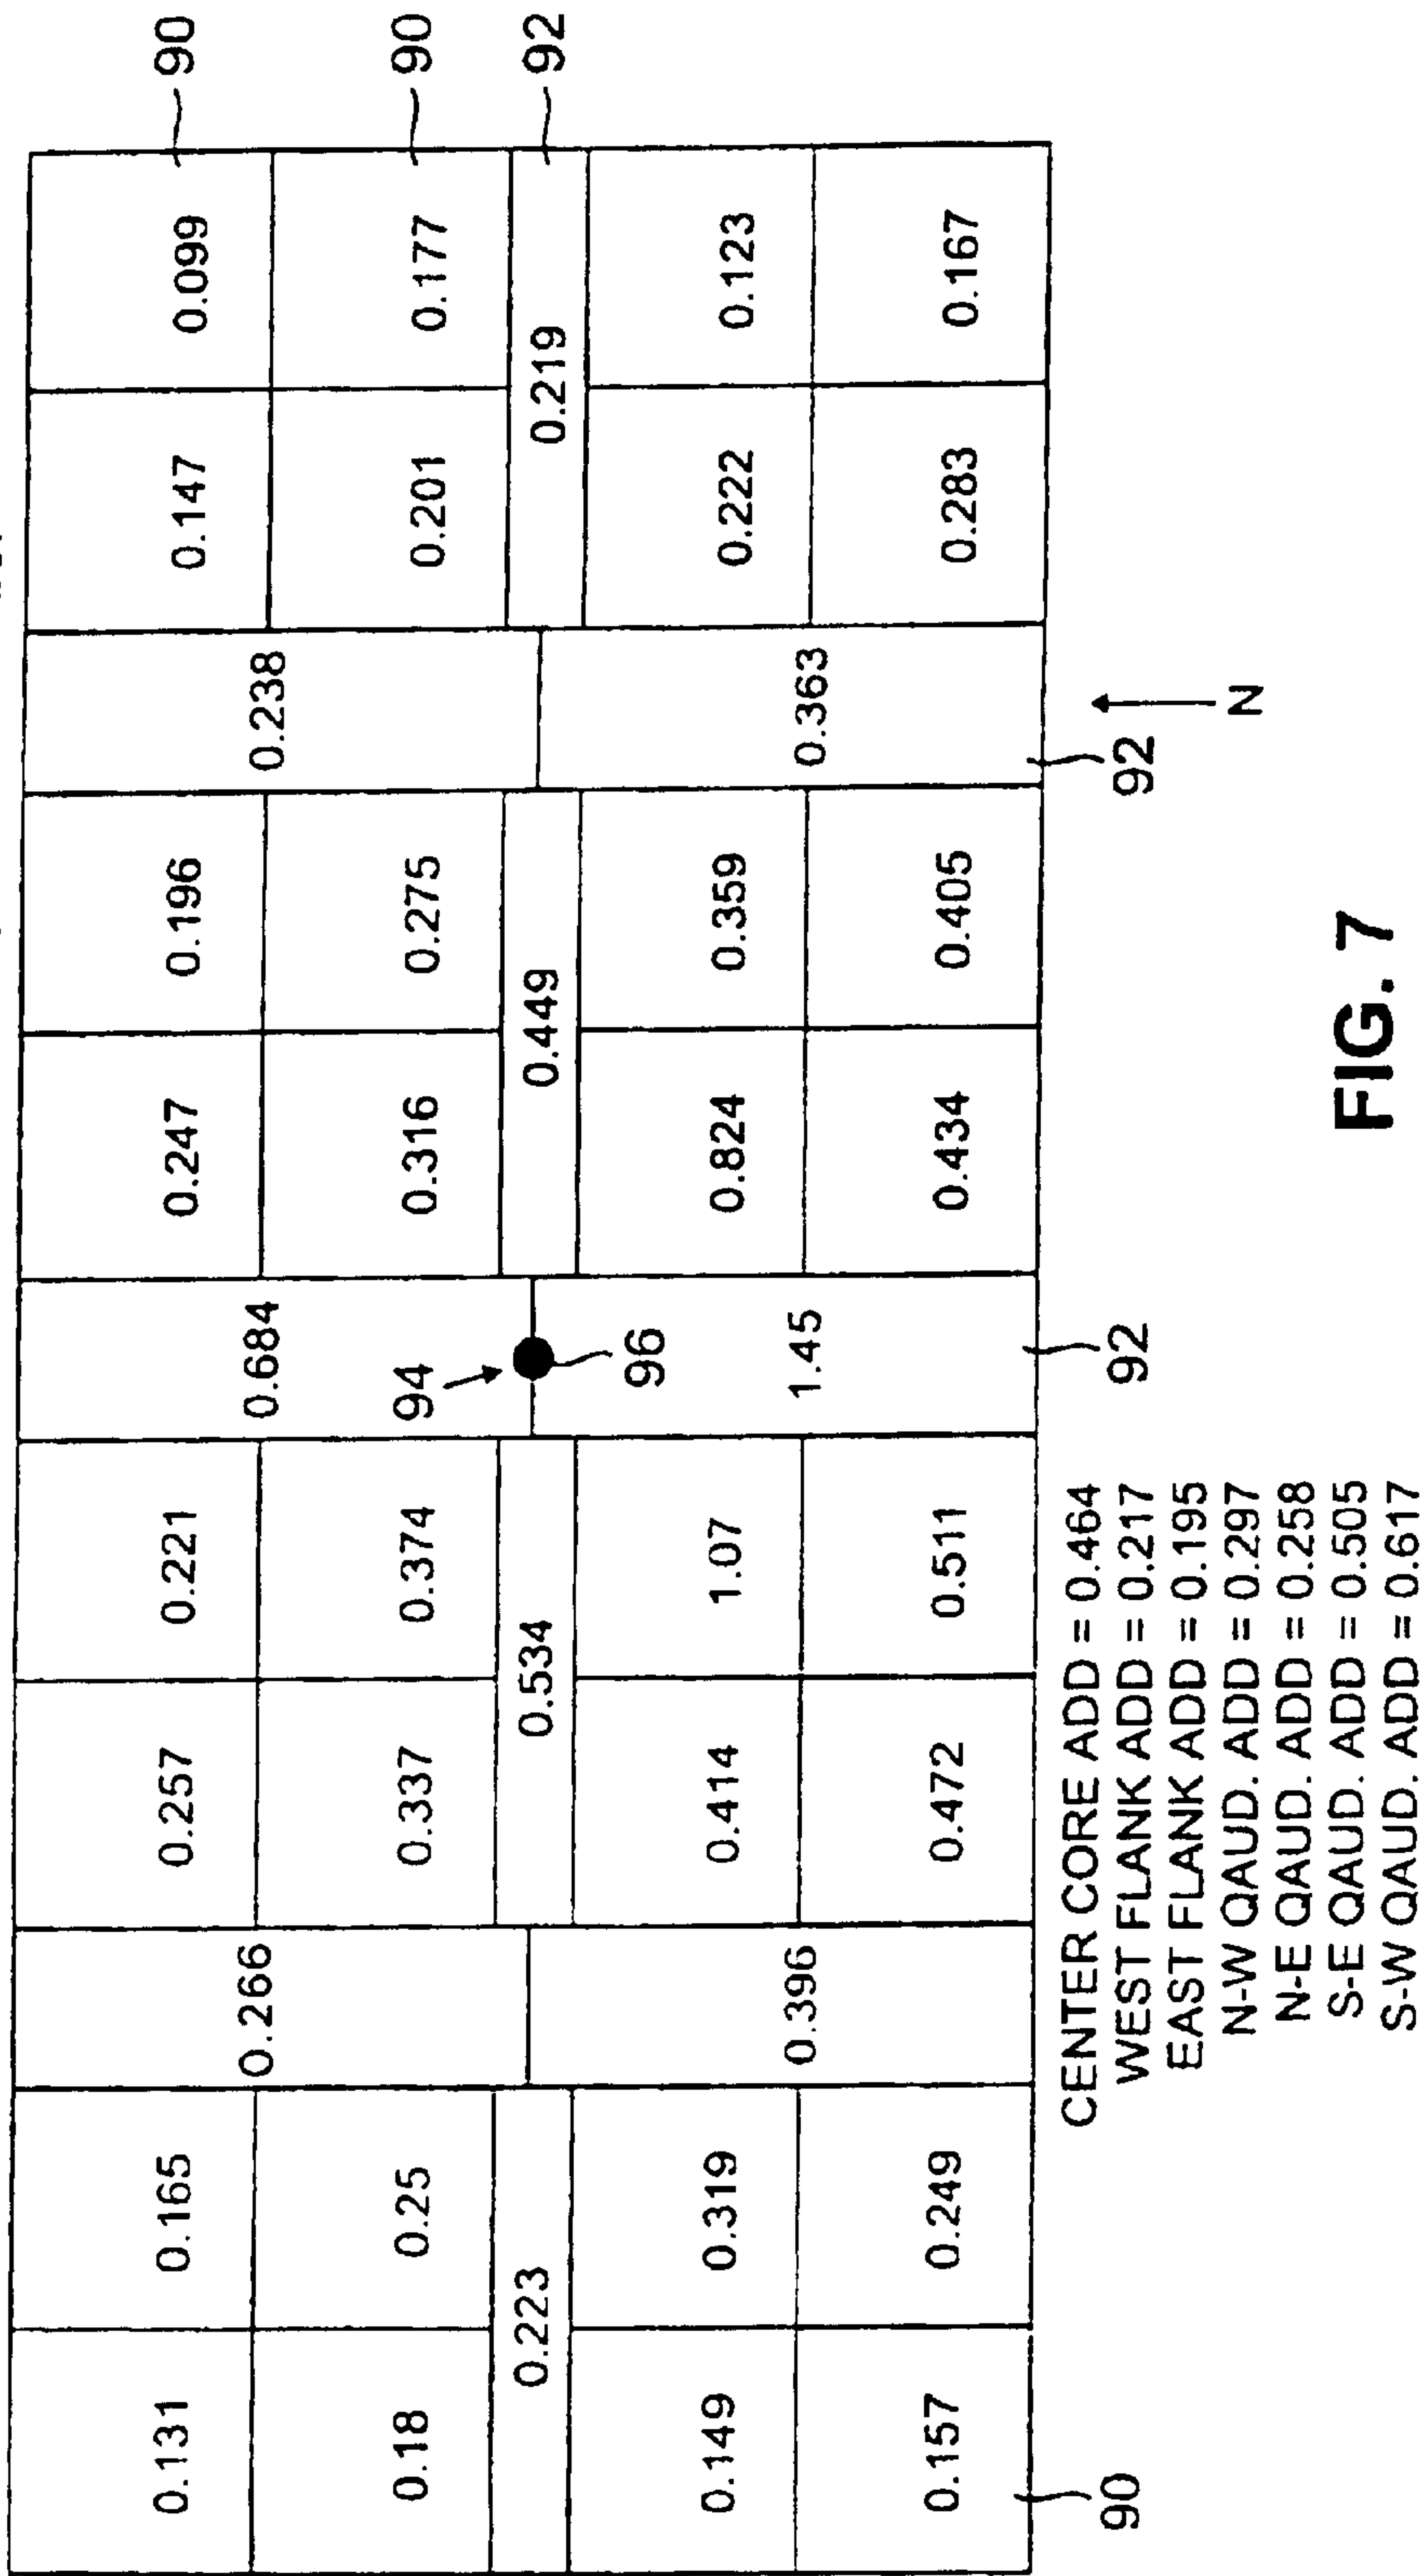 90
90
92
0.131 0.165 0.266 0.257 0.221 0.684 0.247 0.196 0.238 0.147 0.099
0.18 0.25 0.337 0.374 0.316 0.275 0.201 0.177
94
0.223 0.534 0.449 0.219
96
0.149 0.319 0.396 0.414 1.07 1.45 0.824 0.359 0.363 0.222 0.123
0.157 0.249 0.472 0.511 0.434 0.405 0.283 0.167
90
92
92
N
CENTER CORE ADD = 0.464
WEST FLANK ADD = 0.217
EAST FLANK ADD = 0.195
N-W QAUD. ADD = 0.297
N-E QAUD. ADD = 0.258
S-E QAUD. ADD = 0.505
S-W QAUD. ADD = 0.617
FIG. 7